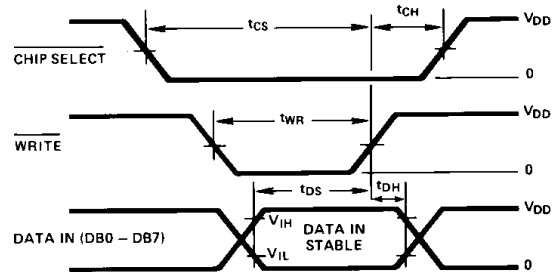 tCS
tCH
VDD
CHIP SELECT
0
tWR
VDD
WRITE
0
tDS
tDH
VIH
DATA IN
STABLE
VDD
DATA IN (DB0 – DB7)
VIL
0